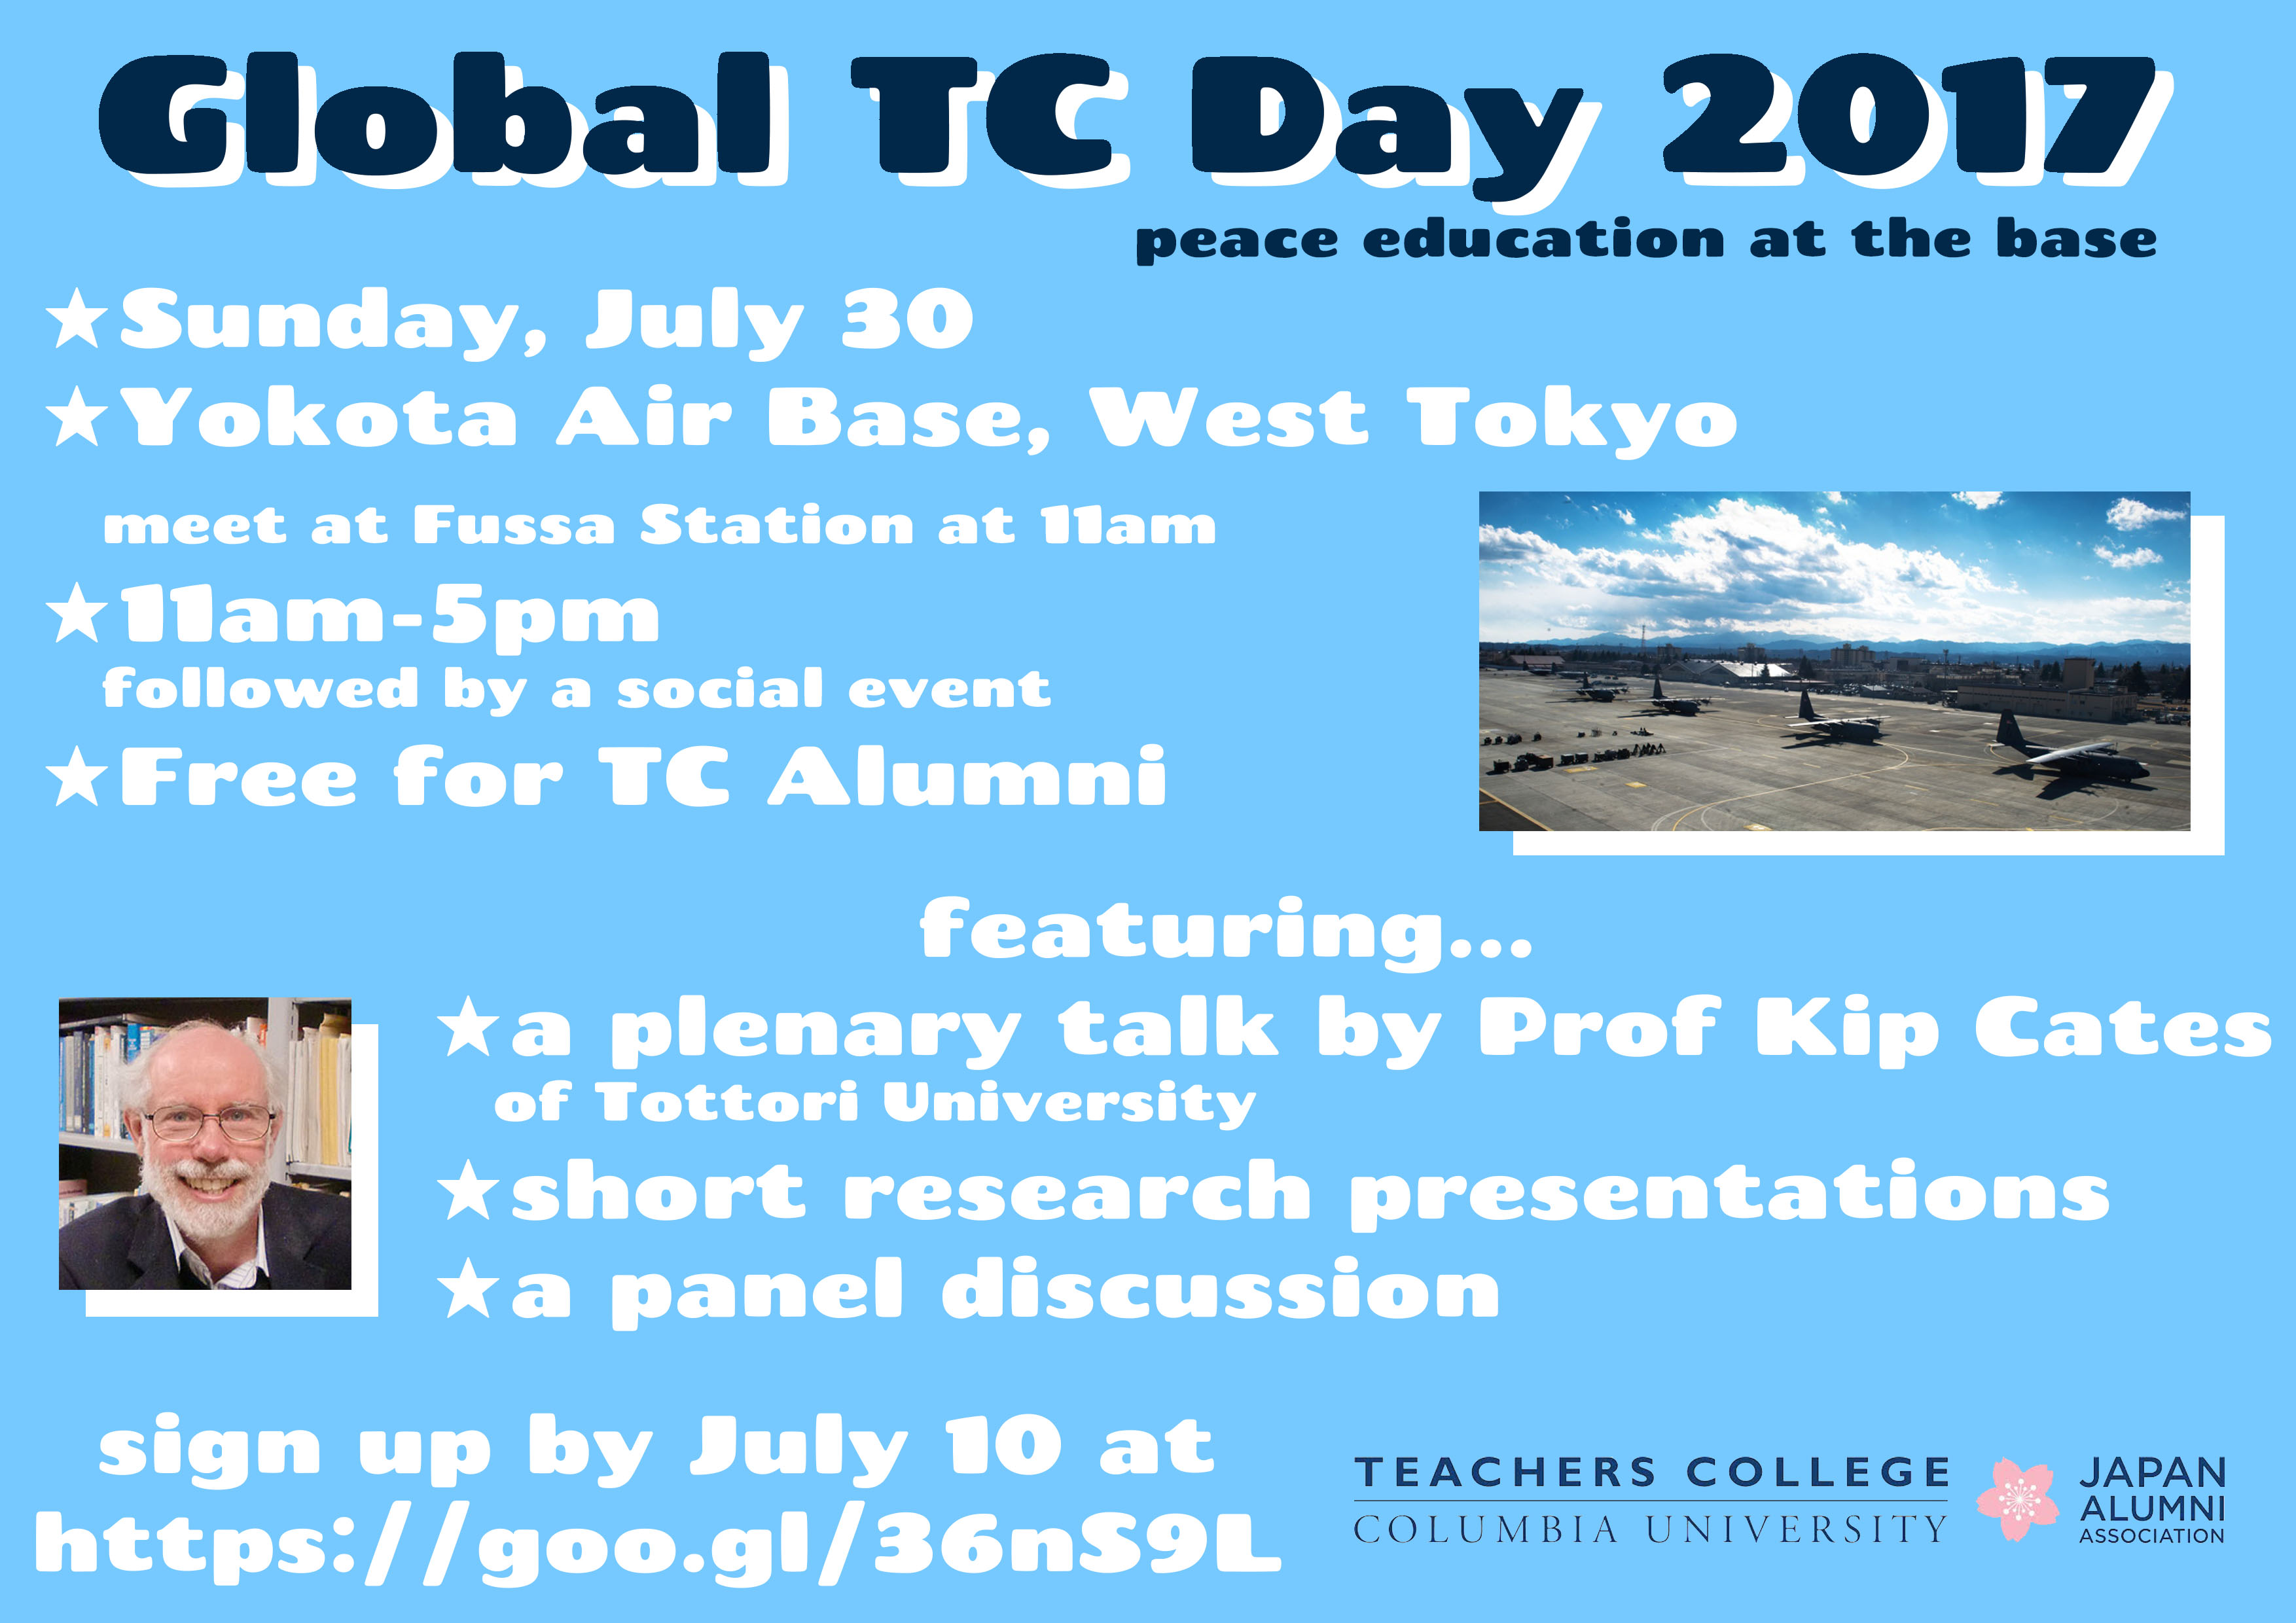 Global TC Day 2017
peace education at the base
★Sunday, July 30
★Yokota Air Base, West Tokyo
meet at Fussa Station at 11am
★11am-5pm
followed by a social event
★Free for TC Alumni
featuring...
★a plenary talk by Prof Kip Cates
of Tottori University
★short research presentations
★a panel discussion
sign up by July 10 at
https://goo.gl/36nS9L
TEACHERS COLLEGE
COLUMBIA UNIVERSITY
JAPAN
ALUMNI
ASSOCIATION